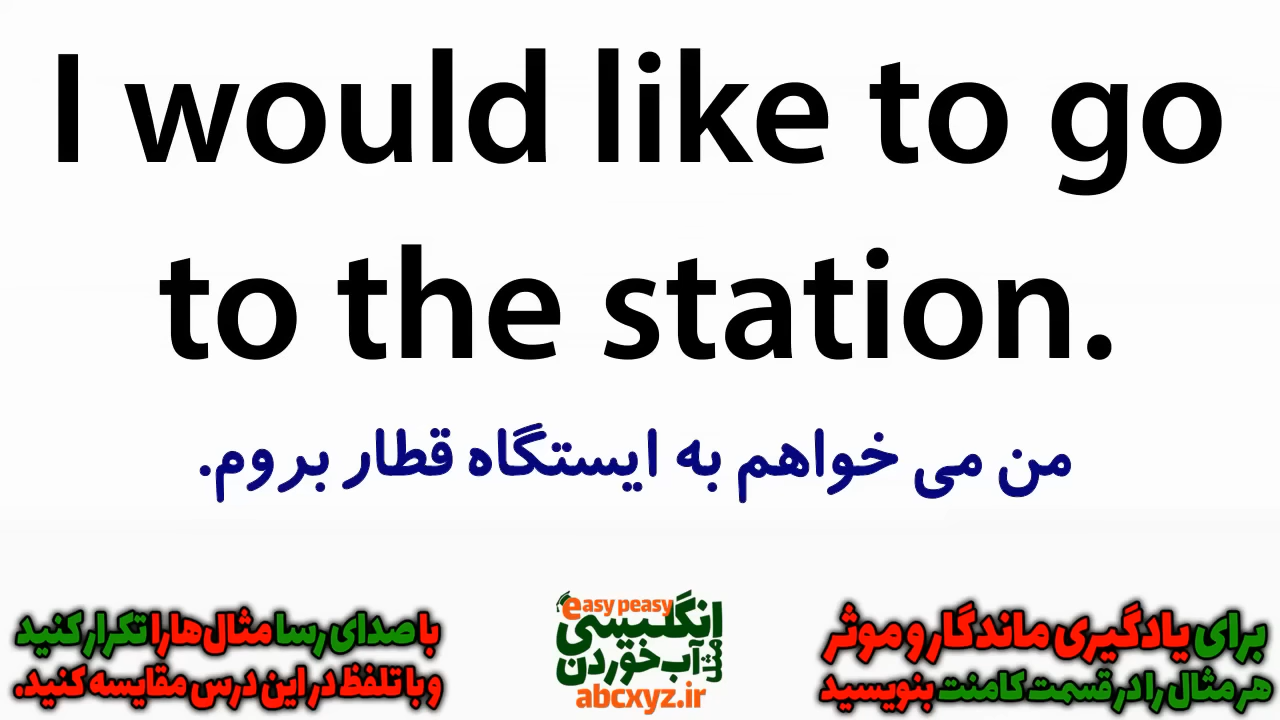 I would like to go
to the station.
من می خواهم به ایستگاه قطار بروم.
برای یادگیری ماندگار و موثر
هر مثال را در قسمت کامنت بنویسید
easy peasy
انگلیسی
مثل آب خوردن
abcxyz.ir
با صدای رسا مثال‌ها را تکرار کنید
و با تلفظ در این درس مقایسه کنید.